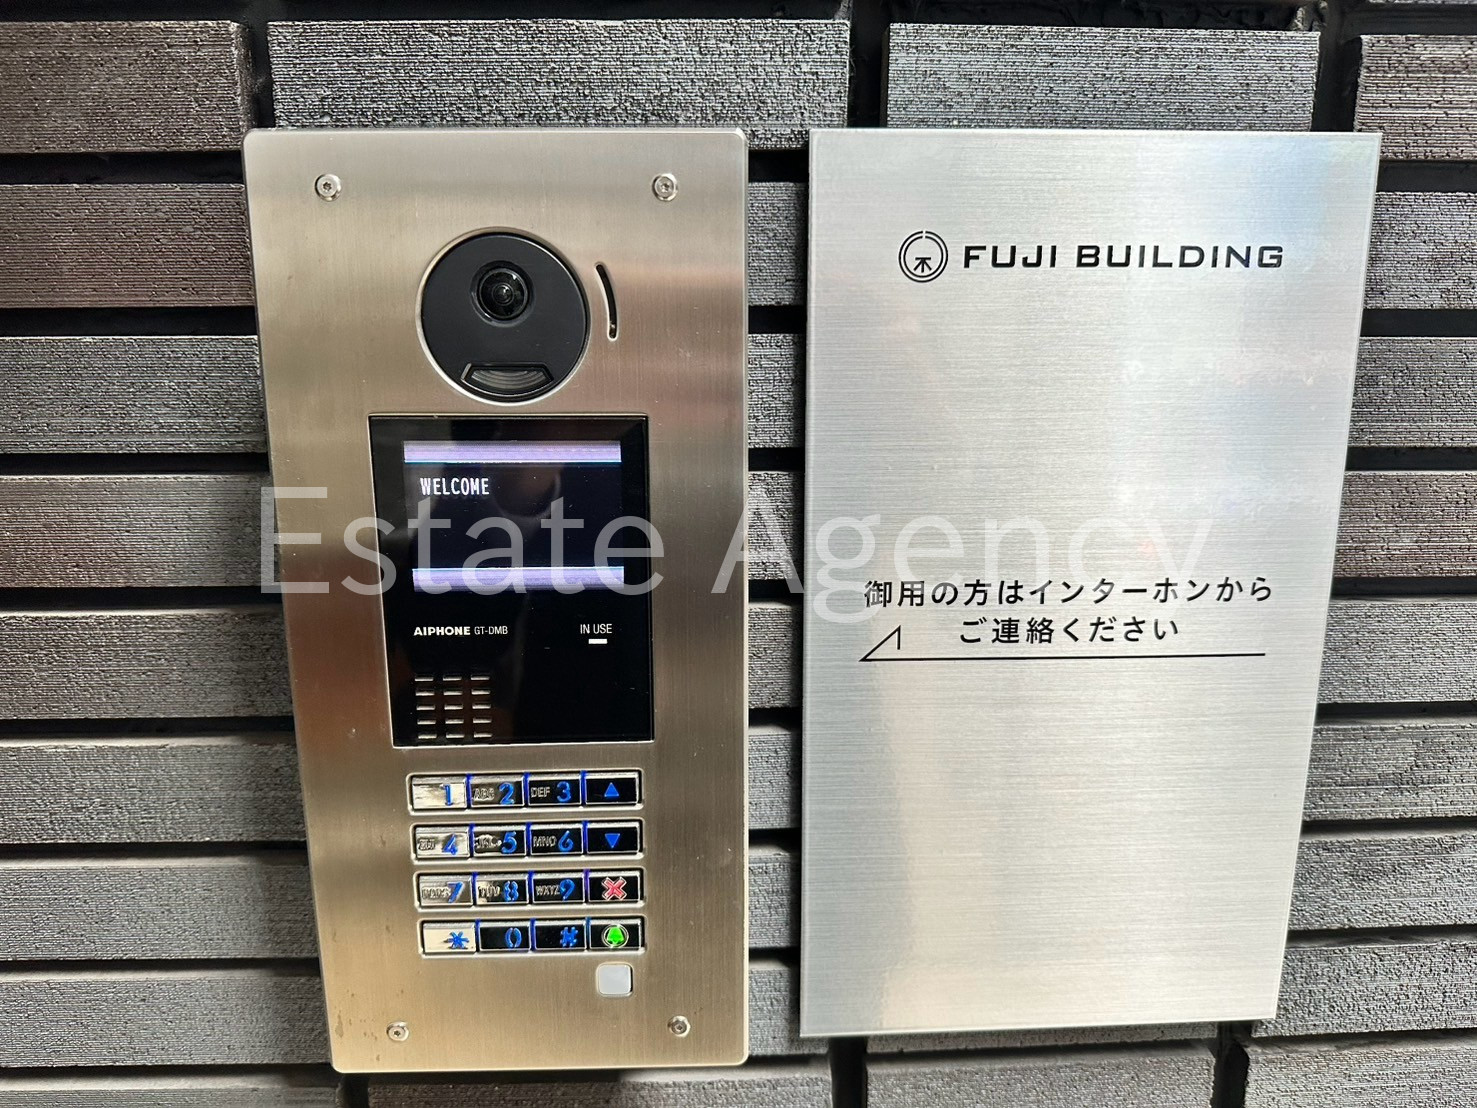 FUJI BUILDING
WELCOME
Estate Agency
御用の方はインターホンから
ご連絡ください
AIPHONE GT-DMB
IN USE
1 ABC 2 DEF 3
4 5 MNO 6
7 TUV 8 WXYZ 9
* 0 #